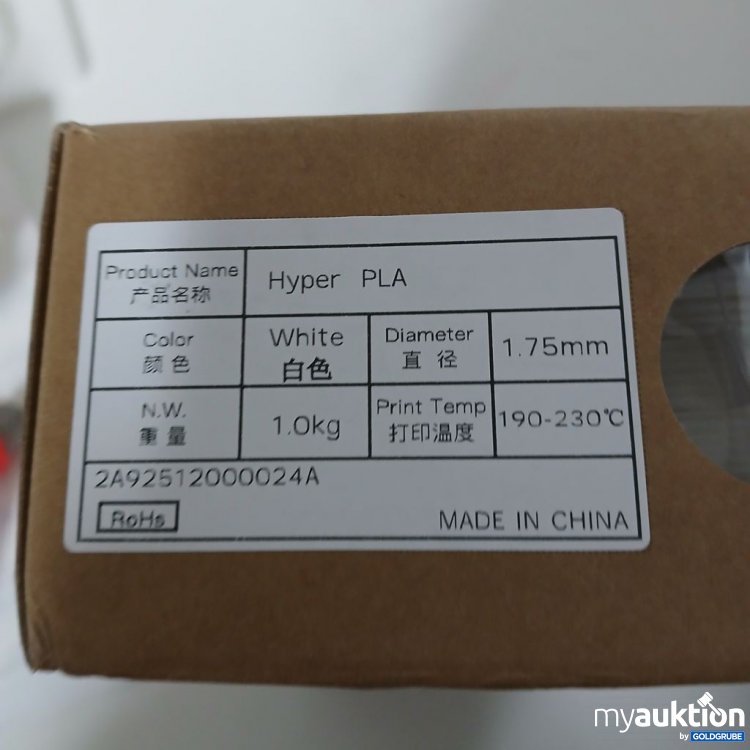 Product Name
产品名称
Hyper PLA
Color
颜色
White
白色
Diameter
直径
1.75mm
N.W.
重量
1.0kg
Print Temp
打印温度
190-230℃
2A92512000024A
RoHs
MADE IN CHINA
myauktion
by GOLDGRUBE